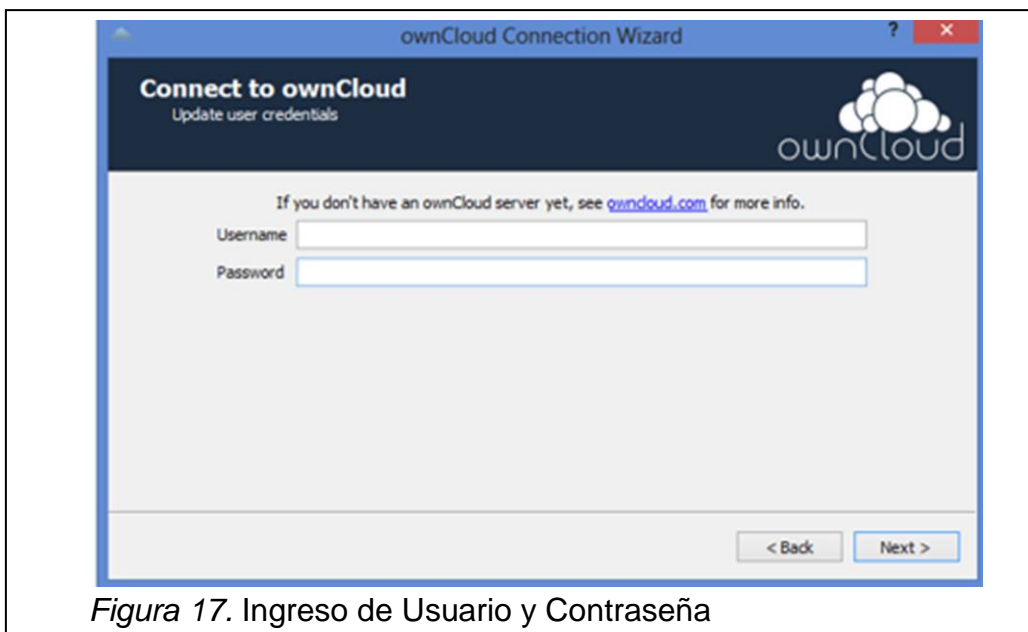 ownCloud Connection Wizard ?
Connect to ownCloud
Update user credentials
ownCloud
If you don't have an ownCloud server yet, see owncloud.com for more info.
Username
Password
< Back Next >
Figura 17. Ingreso de Usuario y Contraseña